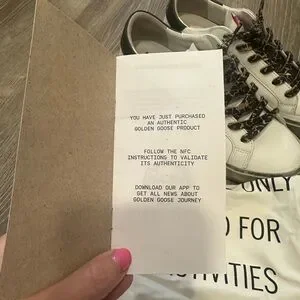 YOU HAVE JUST PURCHASED
AN AUTHENTIC
GOLDEN GOOSE PRODUCT
FOLLOW THE NFC
INSTRUCTIONS TO VALIDATE
ITS AUTHENTICITY
DOWNLOAD OUR APP TO
GET ALL NEWS ABOUT
GOLDEN GOOSE JOURNEY
ONLY
FOR